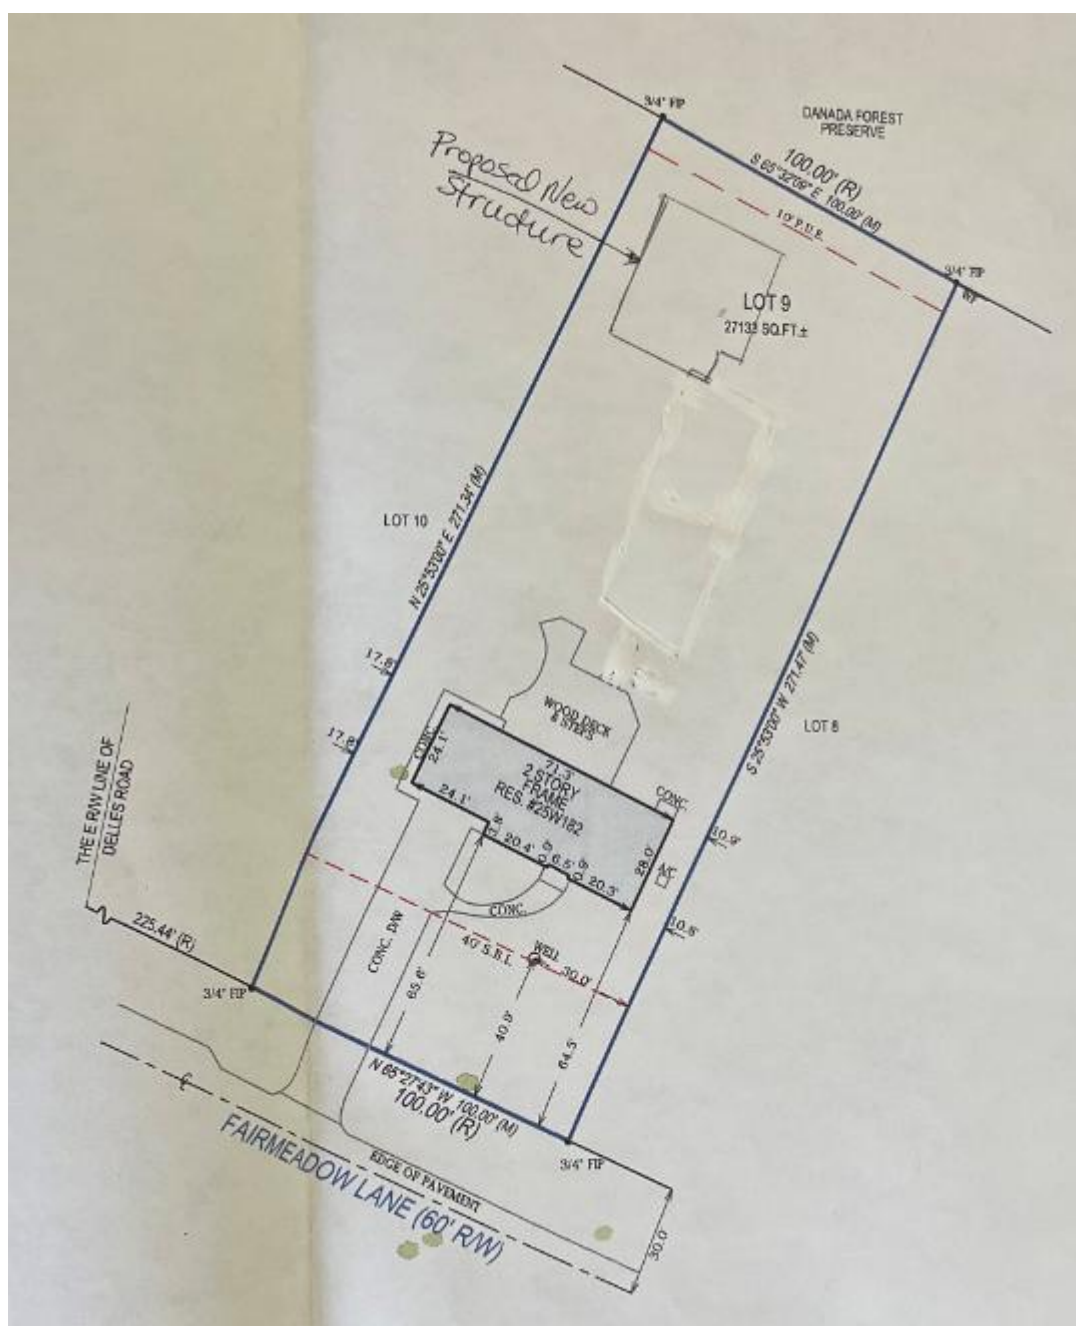 3/4" FIP
DANADA FOREST
PRESERVE
100.00' (R)
S 65°32'09" E 100.00' (M)
Proposed New
Structure
10' P.U.E.
3/4" FIP
LOT 9
27133 SQ.FT.±
LOT 10
N 25°53'00" E 271.34' (M)
S 25°53'00" W 271.47' (M)
LOT 8
17.8'
17.8'
WOOD DECK
& STEPS
CONC.
24.1'
71.3'
2 STORY
FRAME
RES. #25W182
CONC.
24.1'
3.8'
20.4'
6.5'
20.3'
28.0'
A/C
10.9'
10.8'
THE E R/W LINE OF
DELLES ROAD
225.44' (R)
CONC. D/W
CONC.
40' S.B.L.
WELL
30.0'
65.6'
40.9'
64.5'
3/4" FIP
N 65°27'43" W 100.00' (M)
100.00' (R)
3/4" FIP
EDGE OF PAVEMENT
FAIRMEADOW LANE (60' R/W)
30.0'